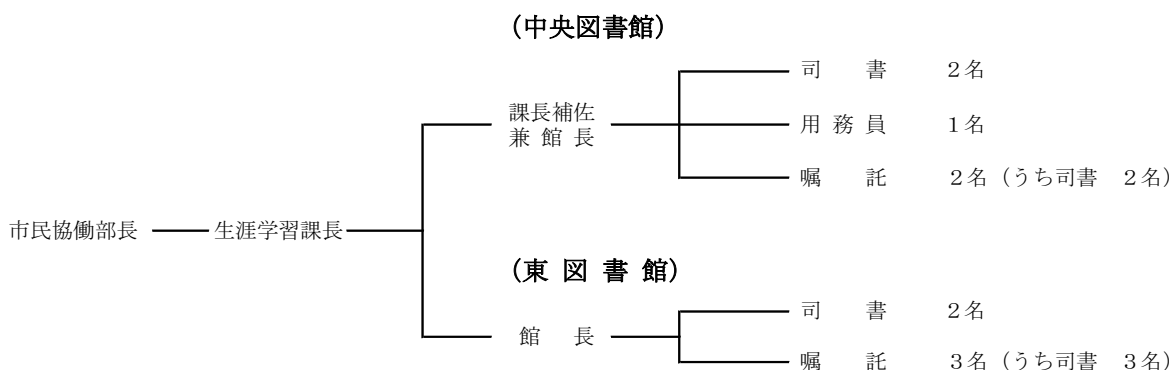 (中央図書館)
司　書　２名
課長補佐
兼 館 長
用 務 員　１名
嘱　託　２名 (うち司書　２名)
市民協働部長　生涯学習課長
(東 図 書 館)
司　書　２名
館　長
嘱　託　３名 (うち司書　３名)